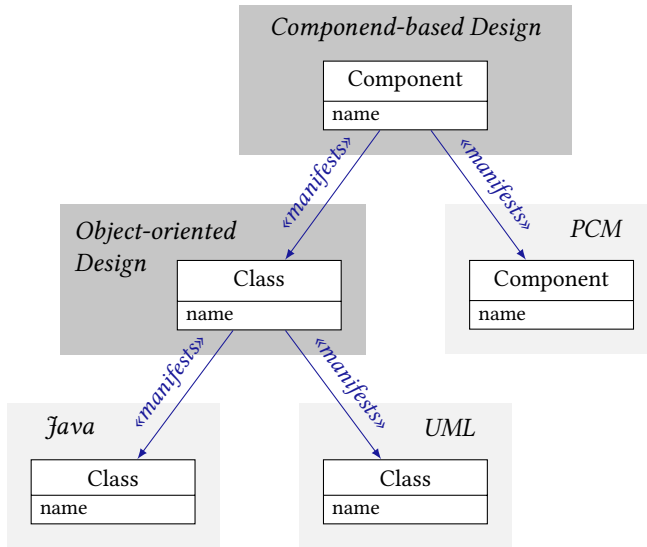 Componend-based Design
Component
name
«manifests»
«manifests»
Object-oriented
Design
Class
name
PCM
Component
name
«manifests»
«manifests»
Java
Class
name
UML
Class
name